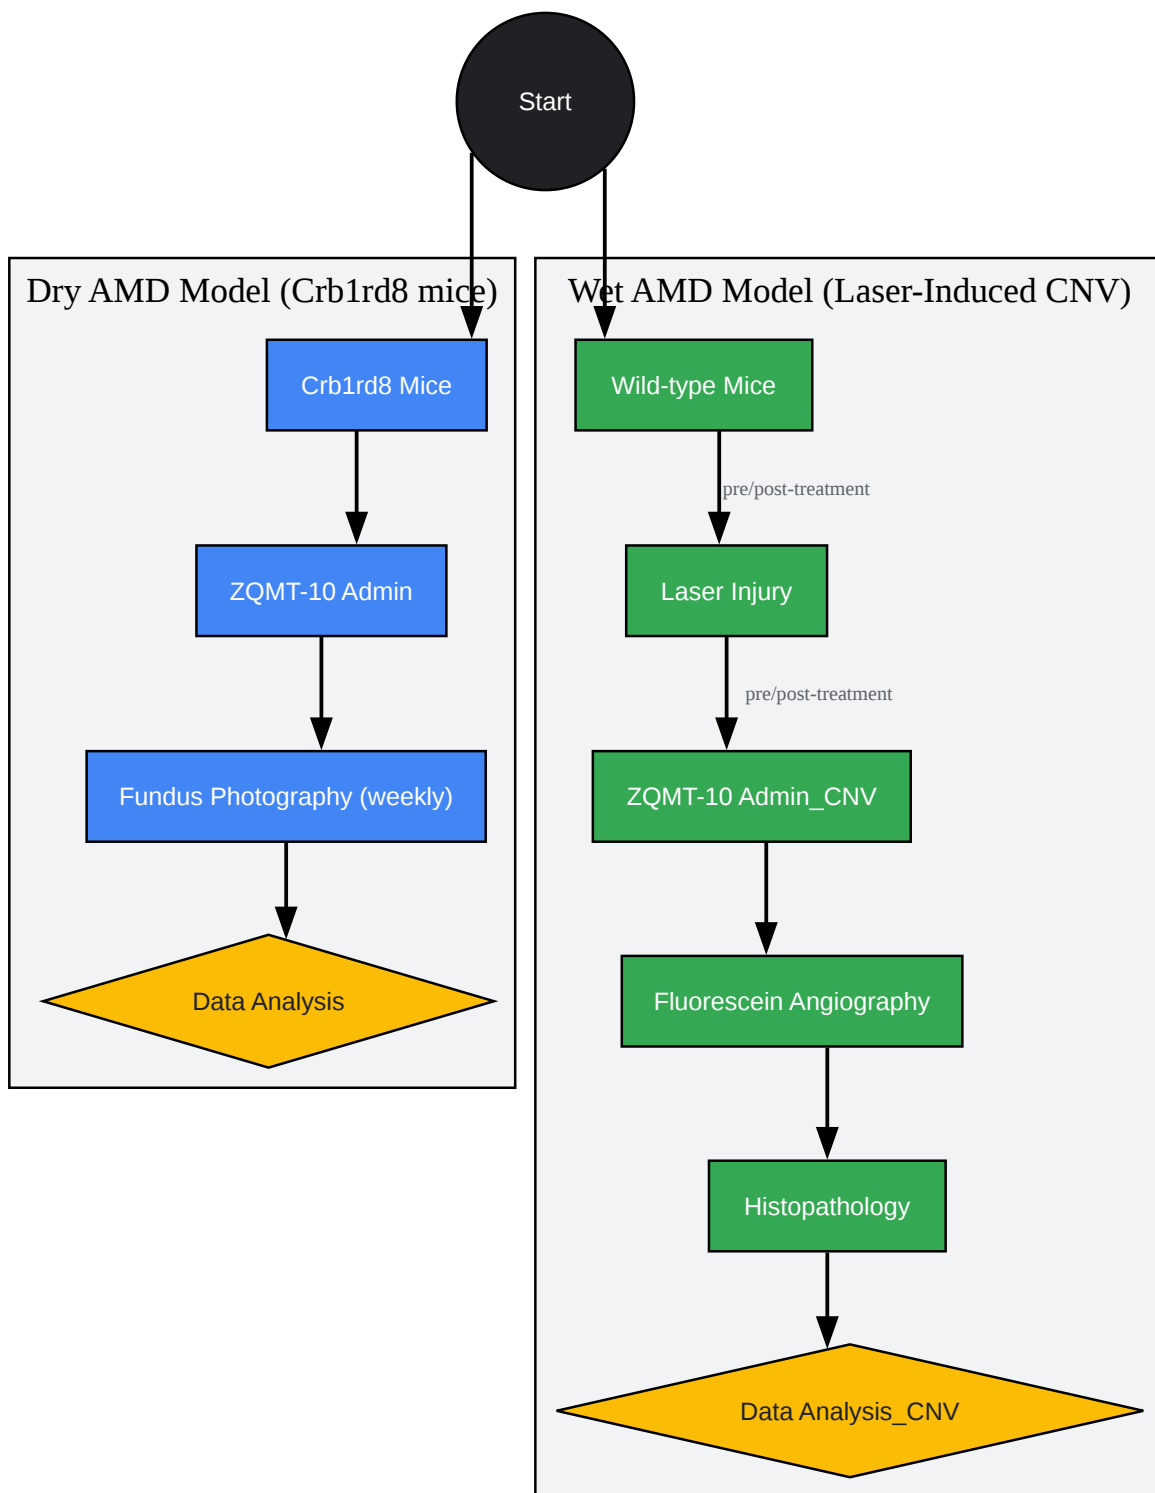 Start
Dry AMD Model (Crb1rd8 mice)
Crb1rd8 Mice
ZQMT-10 Admin
Fundus Photography (weekly)
Data Analysis
Wet AMD Model (Laser-Induced CNV)
Wild-type Mice
pre/post-treatment
Laser Injury
pre/post-treatment
ZQMT-10 Admin_CNV
Fluorescein Angiography
Histopathology
Data Analysis_CNV